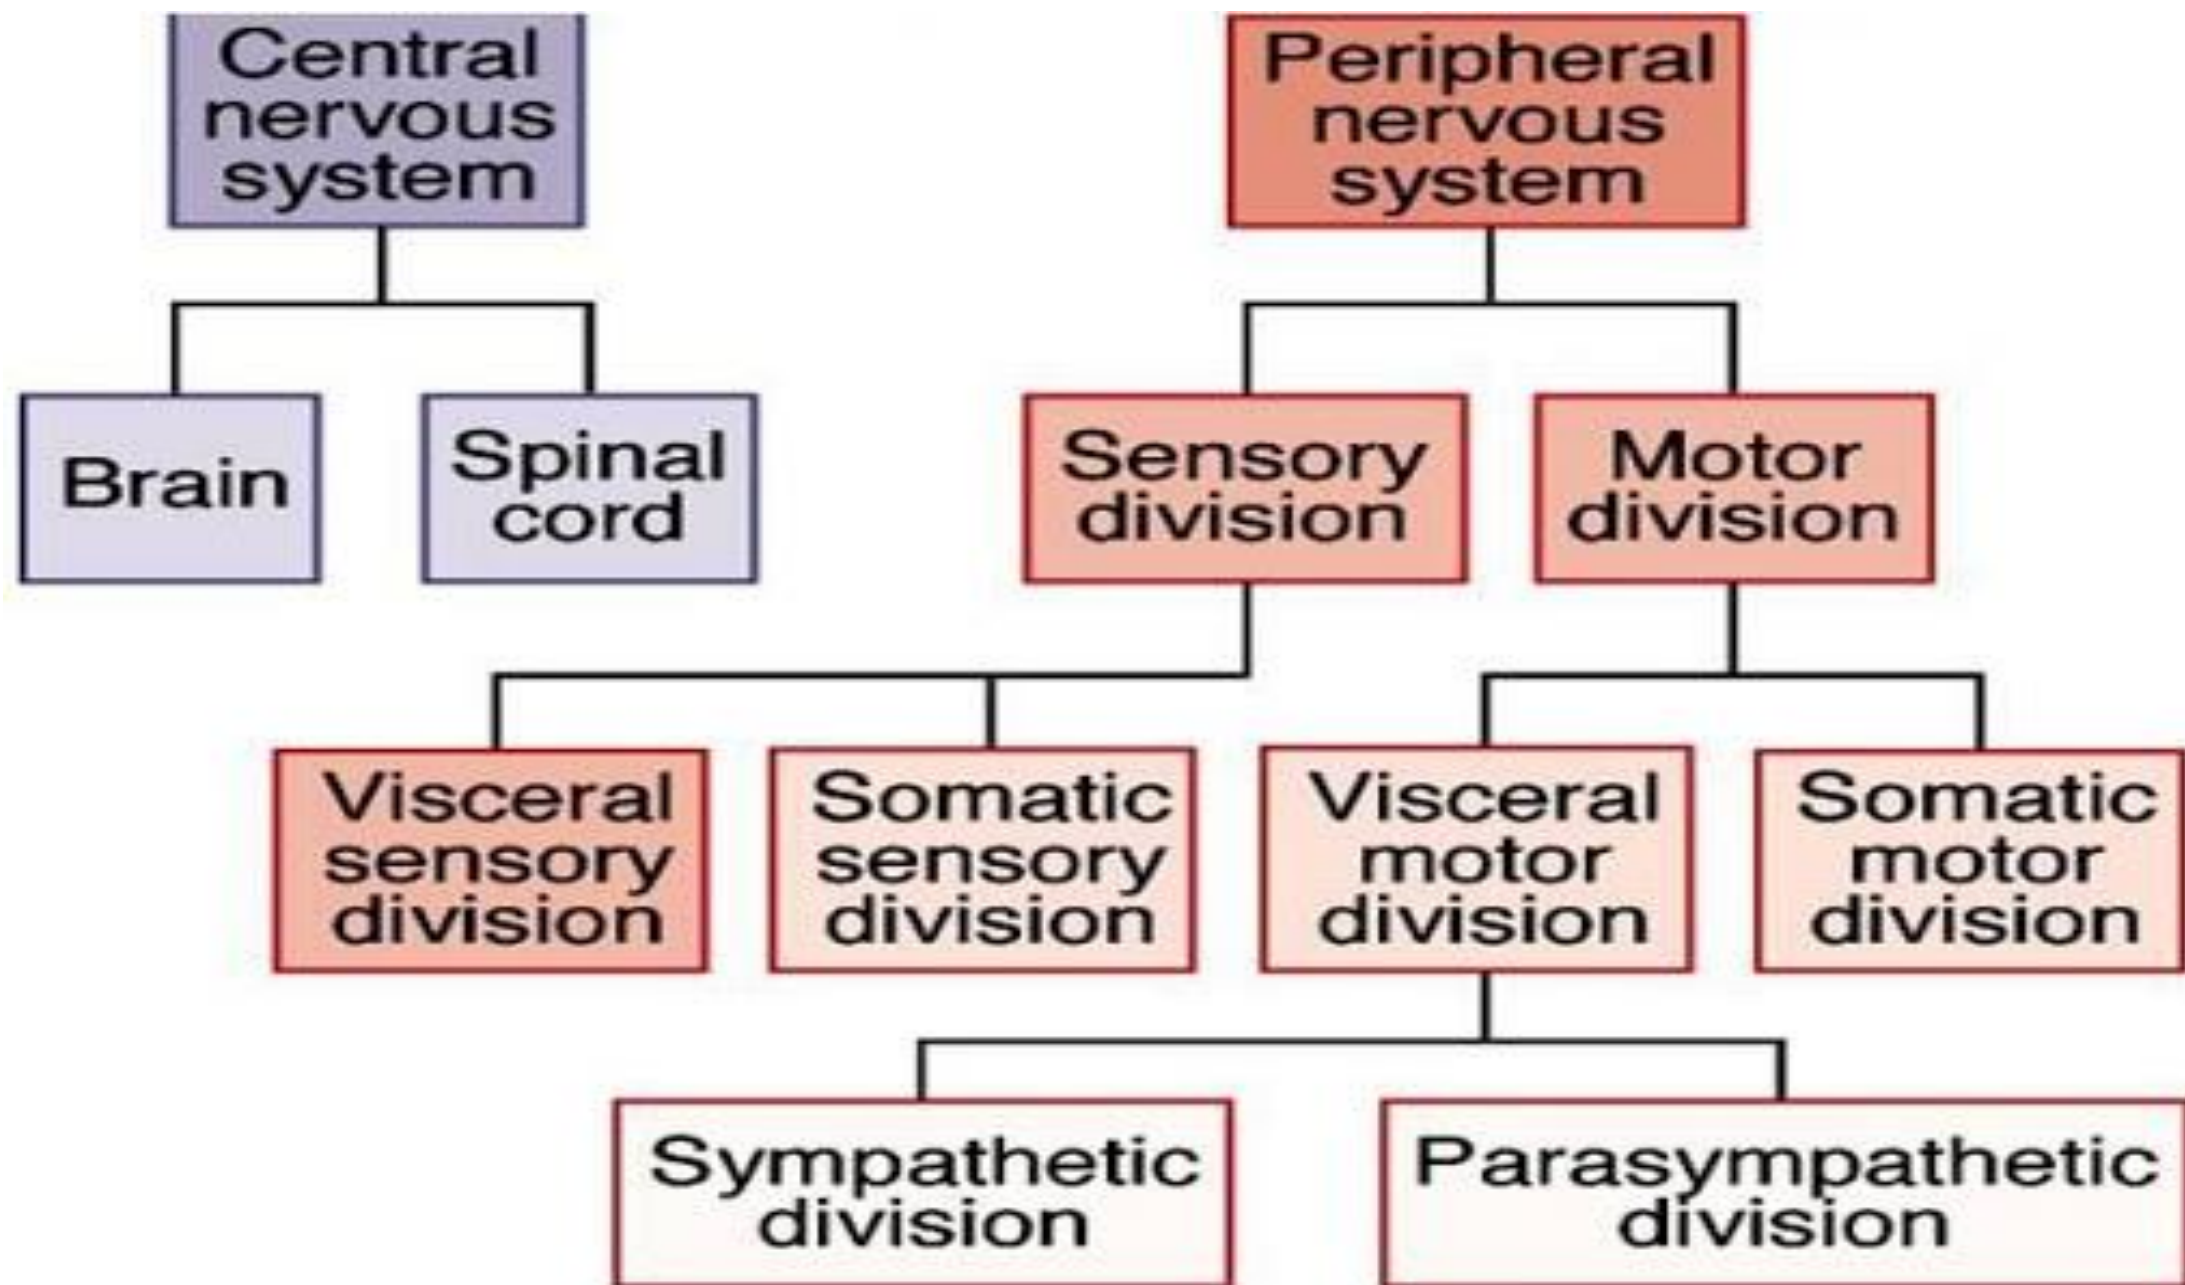 Central
nervous
system
Peripheral
nervous
system
Brain
Spinal
cord
Sensory
division
Motor
division
Visceral
sensory
division
Somatic
sensory
division
Visceral
motor
division
Somatic
motor
division
Sympathetic
division
Parasympathetic
division